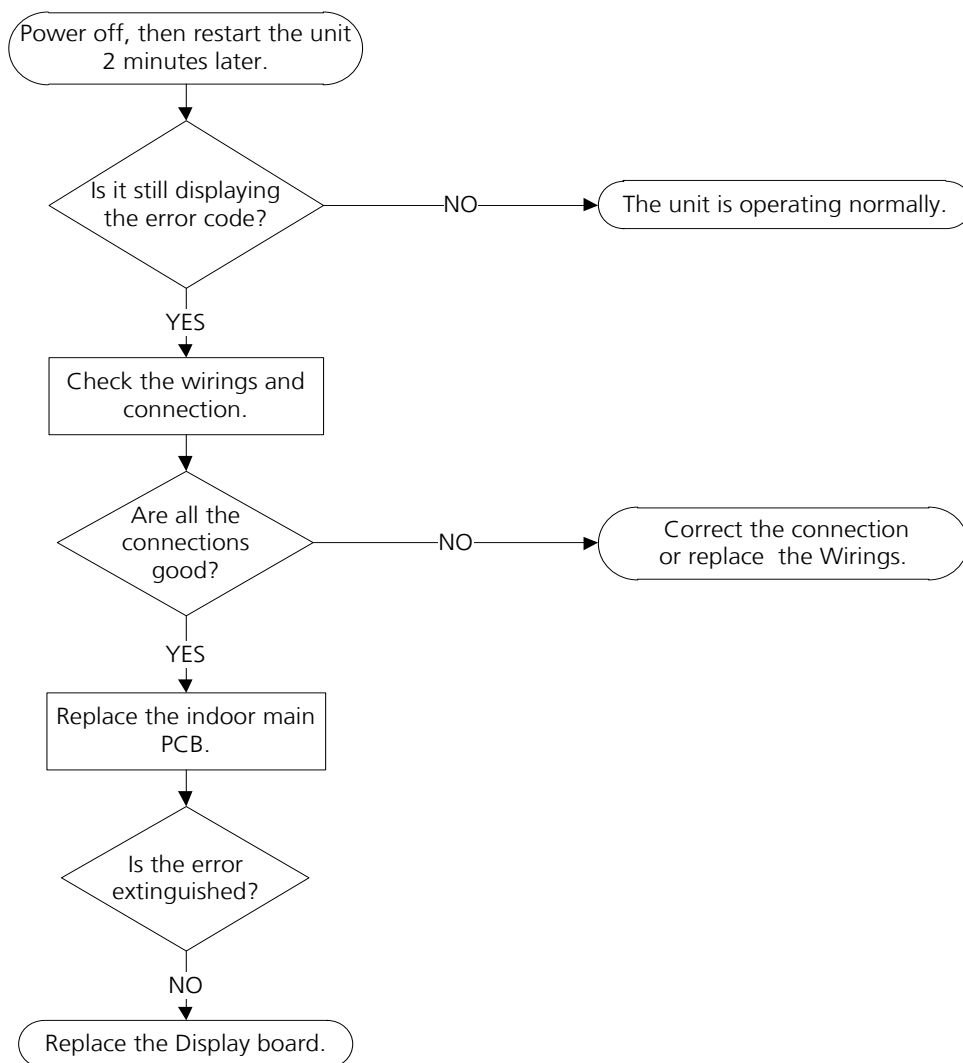 Power off, then restart the unit
2 minutes later.
Is it still displaying
the error code?
NO
The unit is operating normally.
YES
Check the wirings and
connection.
Are all the
connections
good?
NO
Correct the connection
or replace the Wirings.
YES
Replace the indoor main
PCB.
Is the error
extinguished?
NO
Replace the Display board.